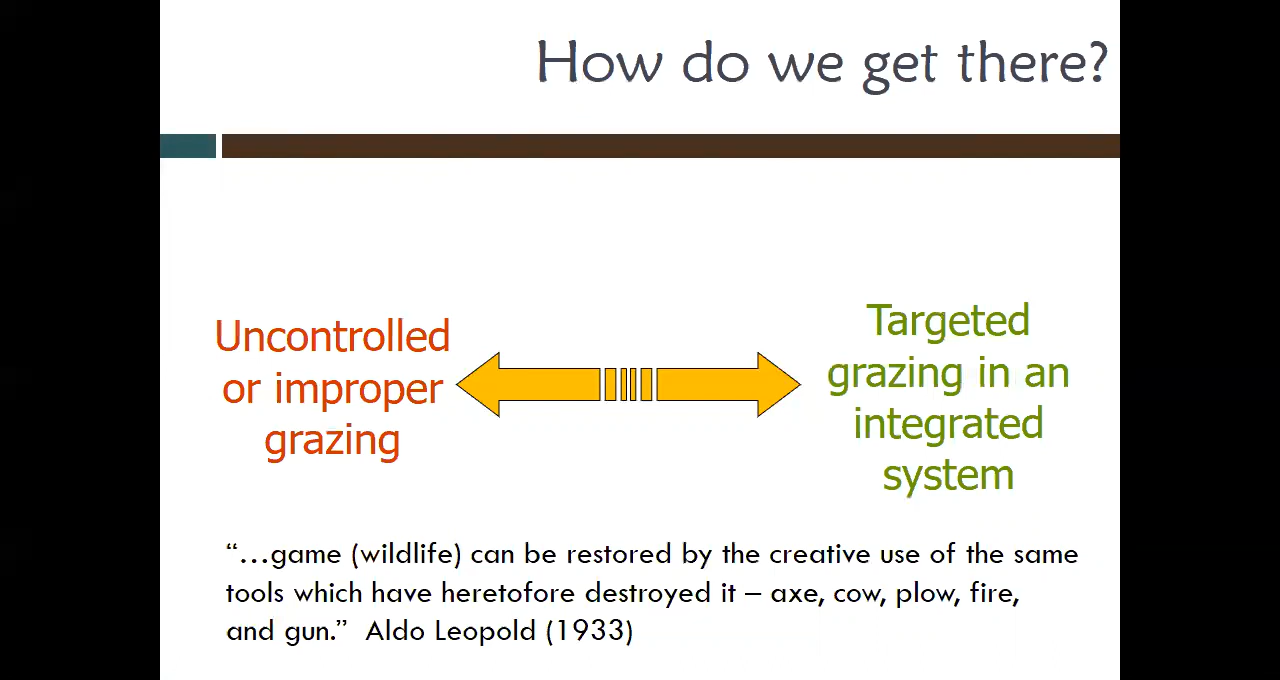 How do we get there?
Uncontrolled
or improper
grazing
Targeted
grazing in an
integrated
system
“…game (wildlife) can be restored by the creative use of the same
tools which have heretofore destroyed it – axe, cow, plow, fire,
and gun.” Aldo Leopold (1933)